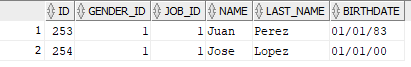 ID GENDER_ID JOB_ID NAME LAST_NAME BIRTHDATE
1 253 1 1 Juan Perez 01/01/83
2 254 1 1 Jose Lopez 01/01/00